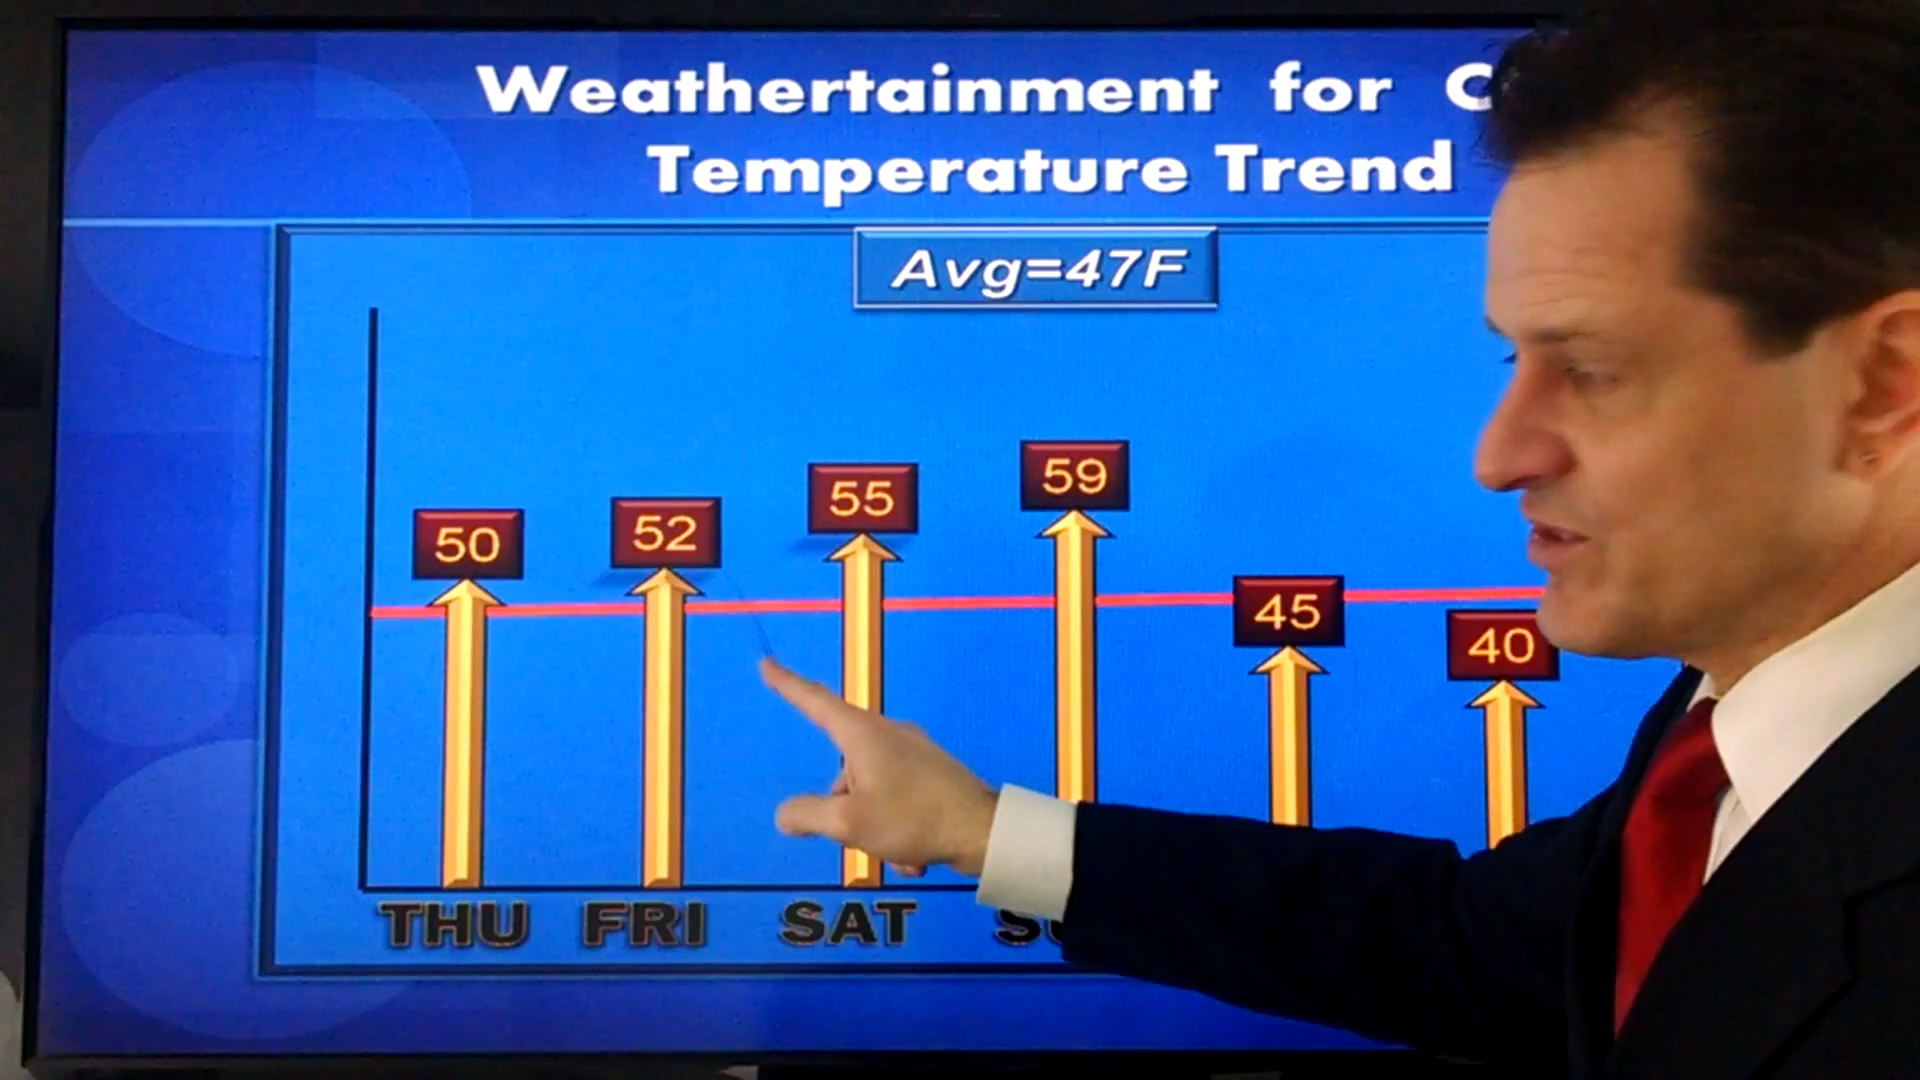 Weathertainment for
Temperature Trend
Avg=47F
50 52 55 59 45 40
THU FRI SAT